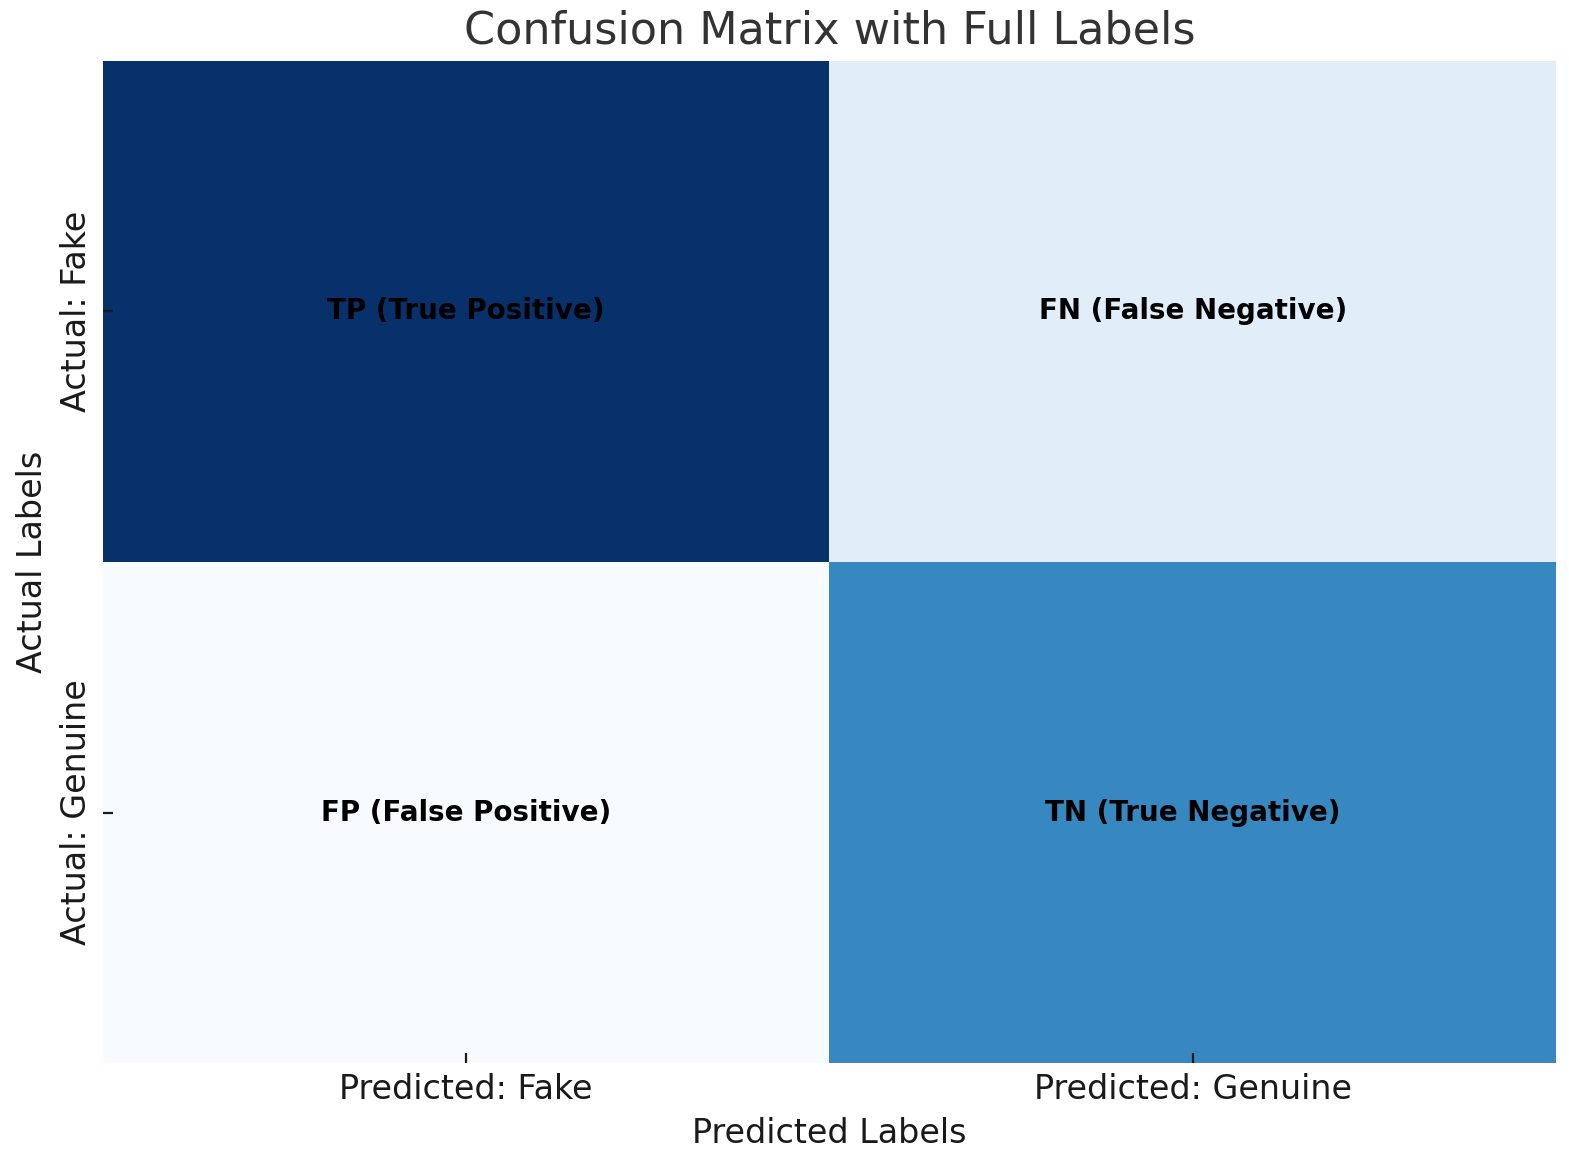 Confusion Matrix with Full Labels
Actual Labels
Actual: Fake
TP (True Positive)
FN (False Negative)
Actual: Genuine
FP (False Positive)
TN (True Negative)
Predicted: Fake
Predicted: Genuine
Predicted Labels